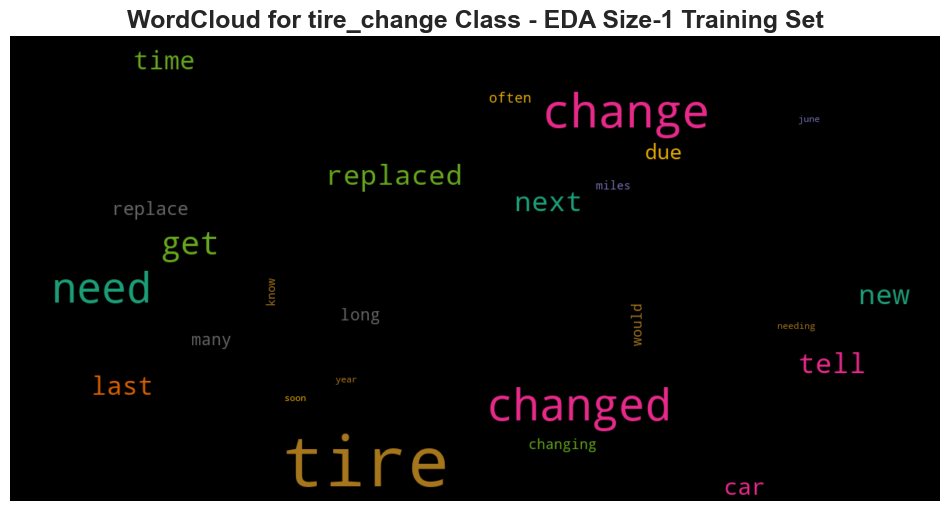 WordCloud for tire_change Class - EDA Size-1 Training Set
time
often
change
june
due
replaced
miles
next
replace
get
need
know
new
long
would
needing
many
tell
year
last
soon
changed
changing
tire
car